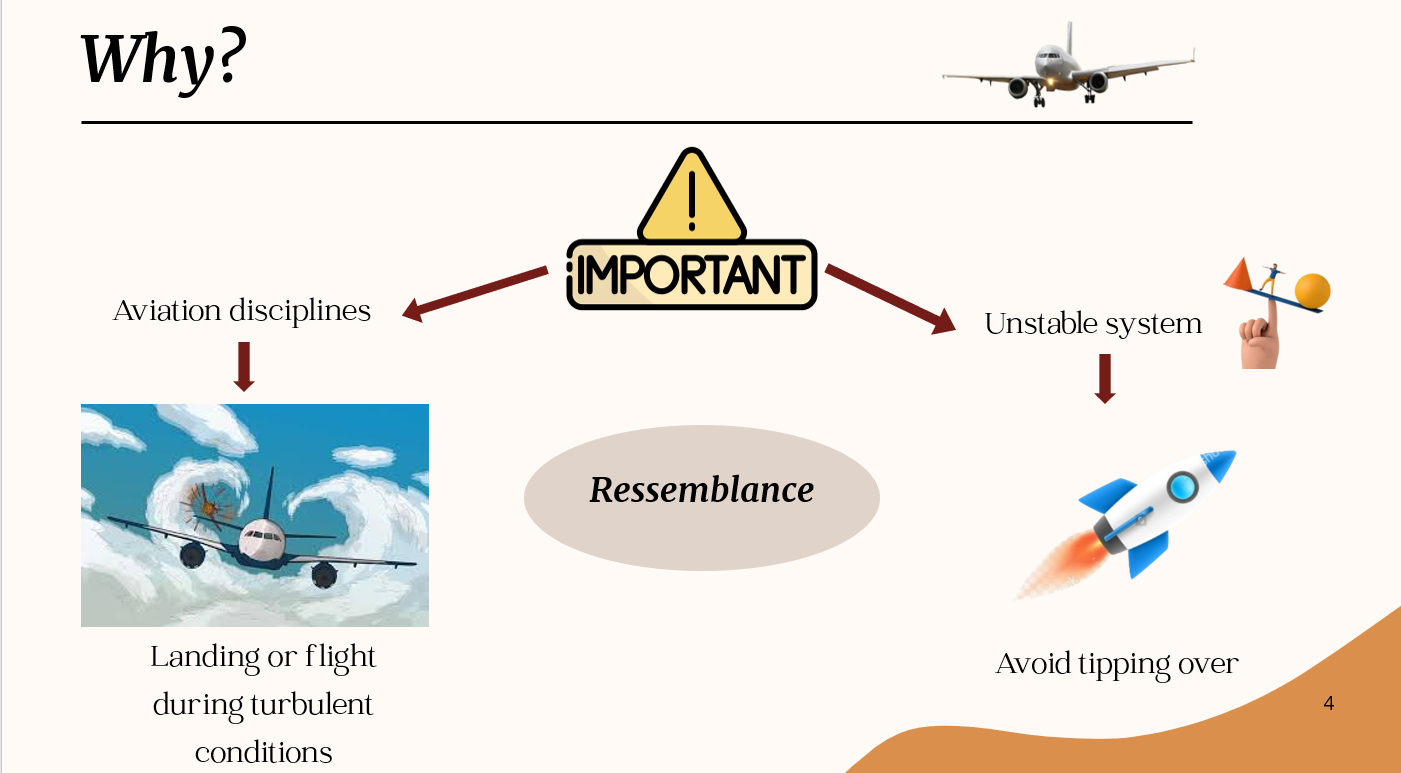 Why?
IMPORTANT
Aviation disciplines
Unstable system
Ressemblance
Landing or flight
during turbulent
conditions
Avoid tipping over
4